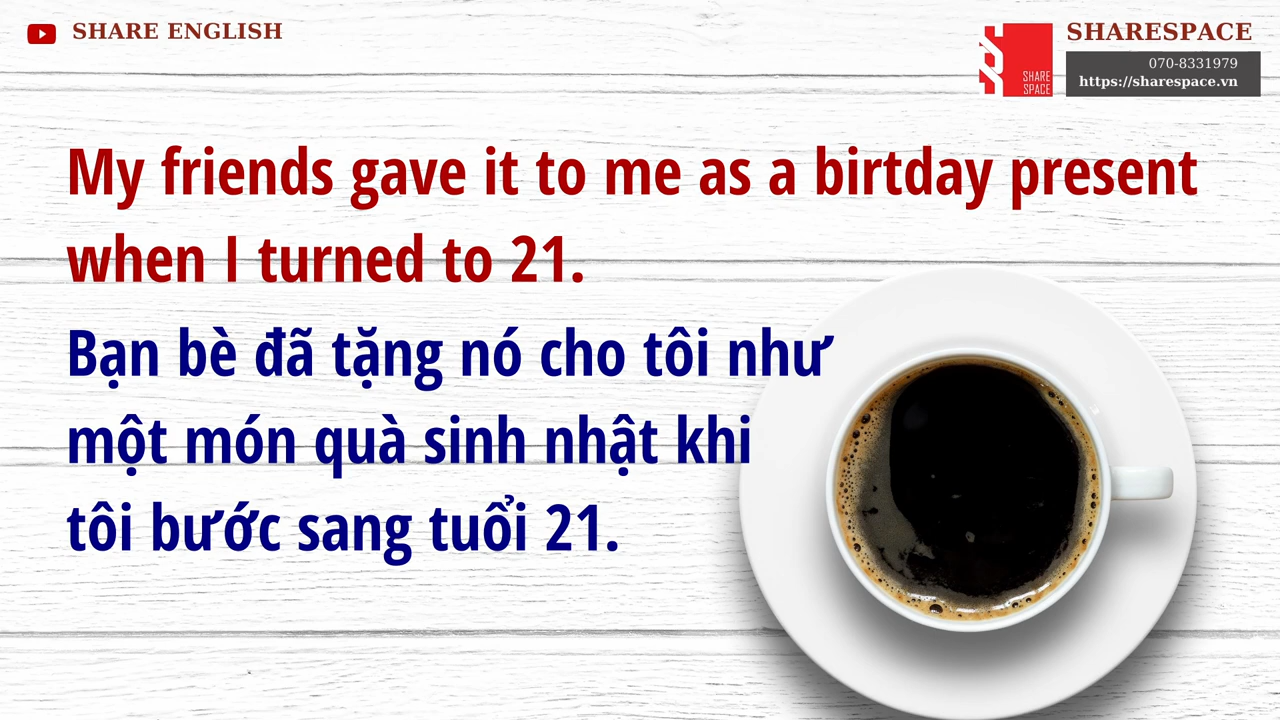 SHARE ENGLISH
SHARESPACE
070-8331979
https://sharespace.vn
SHARE
SPACE
My friends gave it to me as a birtday present
when I turned to 21.
Bạn bè đã tặng nó cho tôi như
một món quà sinh nhật khi
tôi bước sang tuổi 21.